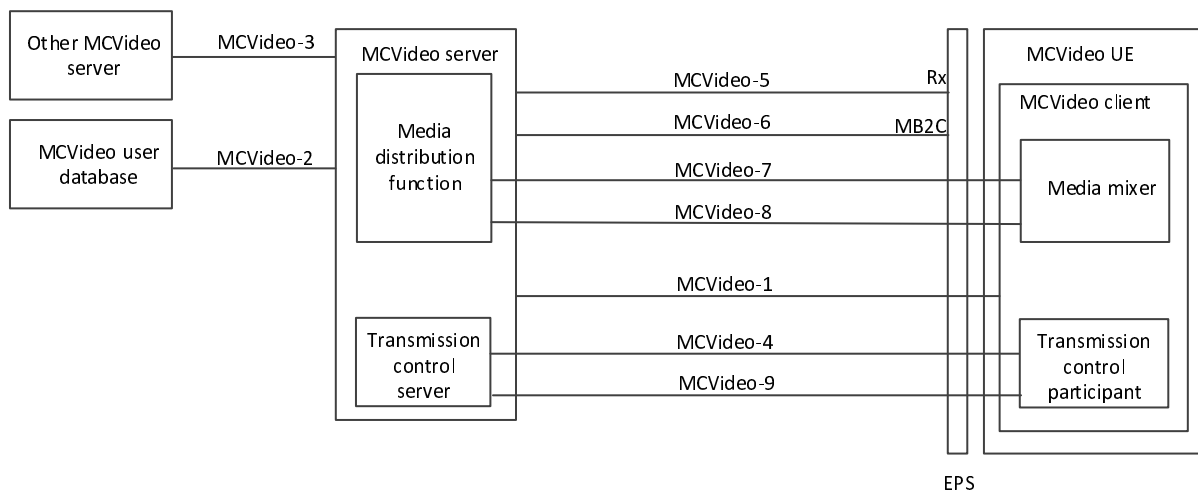 Other MCVideo
server
MCVideo-3
MCVideo user
database
MCVideo-2
MCVideo server
Media
distribution
function
Transmission
control
server
MCVideo-5
Rx
MCVideo-6
MB2C
MCVideo-7
MCVideo-8
MCVideo-1
MCVideo-4
MCVideo-9
EPS
MCVideo UE
MCVideo client
Media mixer
Transmission
control
participant